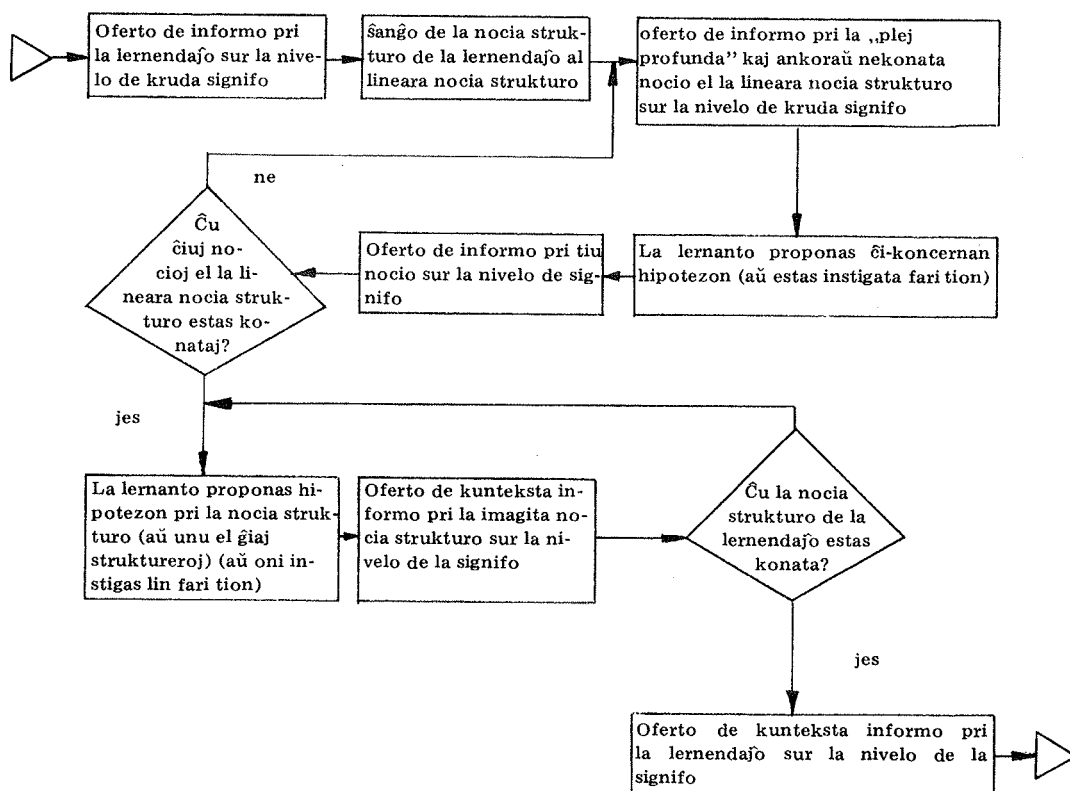 Oferto de informo pri
la lernendaĵo sur la nive-
lo de kruda signifo
ŝanĝo de la nocia struk-
turo de la lernendaĵo al
lineara nocia strukturo
oferto de informo pri la „plej
profunda” kaj ankoraŭ nekonata
nocio el la lineara nocia strukturo
sur la nivelo de kruda signifo
ne
Ĉu
ĉiuj no-
cioj el la li-
neara nocia struk-
turo estas ko-
nataj?
Oferto de informo pri tiu
nocio sur la nivelo de sig-
nifo
La lernanto proponas ĉi-koncernan
hipotezon (aŭ estas instigata fari tion)
jes
La lernanto proponas hi-
potezon pri la nocia struk-
turo (aŭ unu el ĝiaj
struktureroj) (aŭ oni in-
stigas lin fari tion)
Oferto de kunteksta in-
formo pri la imagita no-
cia strukturo sur la ni-
velo de la signifo
Ĉu la nocia
strukturo de la
lernendaĵo estas
konata?
jes
Oferto de kunteksta informo pri
la lernendaĵo sur la nivelo de la
signifo